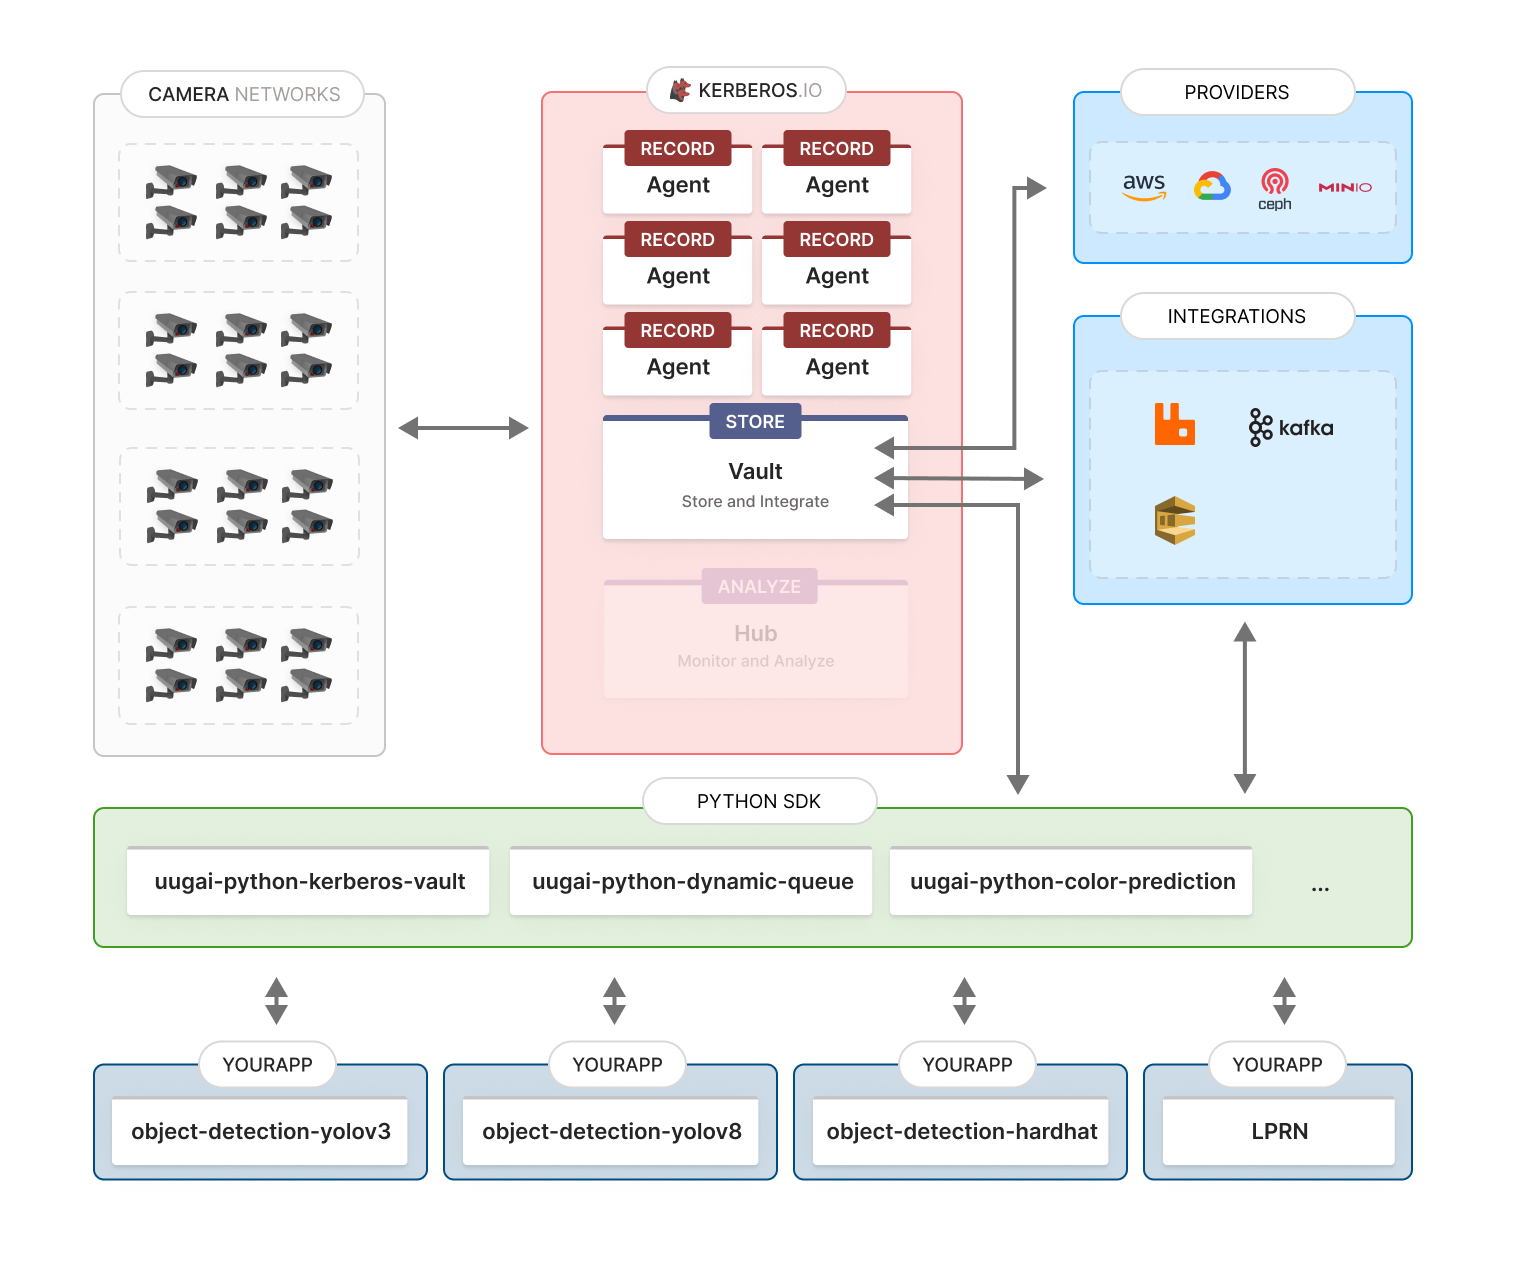 CAMERA NETWORKS
KERBEROS.IO
RECORD
Agent
RECORD
Agent
RECORD
Agent
RECORD
Agent
RECORD
Agent
RECORD
Agent
STORE
Vault
Store and Integrate
ANALYZE
Hub
Monitor and Analyze
PROVIDERS
aws
ceph
MINIO
INTEGRATIONS
kafka
PYTHON SDK
uugai-python-kerberos-vault
uugai-python-dynamic-queue
uugai-python-color-prediction
...
YOURAPP
object-detection-yolov3
YOURAPP
object-detection-yolov8
YOURAPP
object-detection-hardhat
YOURAPP
LPRN